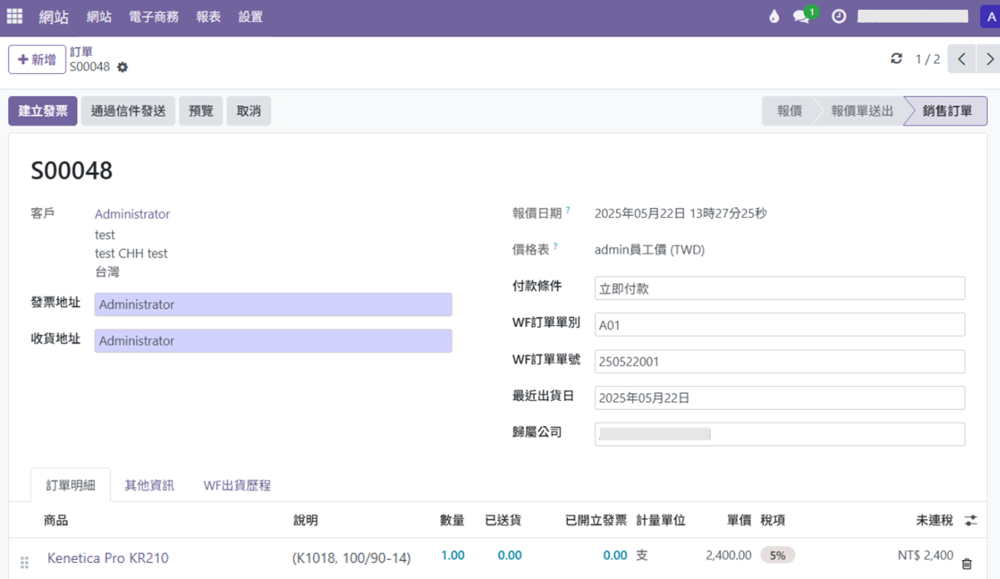 網站 網站 電子商務 報表 設置 1 A
新增 訂單
S00048 1 / 2
建立發票 通過信件發送 預覽 取消 報價 報價單送出 銷售訂單
S00048
客戶 Administrator
test
test CHH test
台灣
發票地址 Administrator
收貨地址 Administrator
報價日期 ? 2025年05月22日 13時27分25秒
價格表 ? admin員工價 (TWD)
付款條件 立即付款
WF訂單單別 A01
WF訂單單號 250522001
最近出貨日 2025年05月22日
歸屬公司
訂單明細 其他資訊 WF出貨歷程
商品 說明 數量 已送貨 已開立發票 計量單位 單價 稅項 未連稅
Kenetica Pro KR210 (K1018, 100/90-14) 1.00 0.00 0.00 支 2,400.00 5% NT$ 2,400